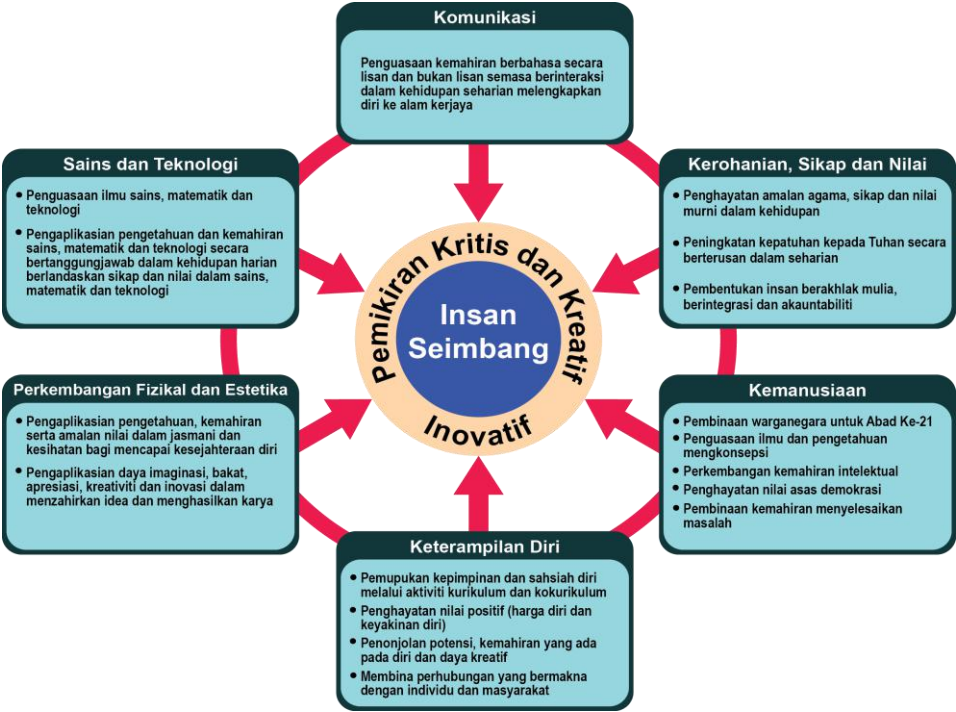 Komunikasi
Penguasaan kemahiran berbahasa secara
lisan dan bukan lisan semasa berinteraksi
dalam kehidupan seharian melengkapkan
diri ke alam kerjaya
Sains dan Teknologi
• Penguasaan ilmu sains, matematik dan
teknologi
• Pengaplikasian pengetahuan dan kemahiran
sains, matematik dan teknologi secara
bertanggungjawab dalam kehidupan harian
berlandaskan sikap dan nilai dalam sains,
matematik dan teknologi
Kerohanian, Sikap dan Nilai
• Penghayatan amalan agama, sikap dan nilai
murni dalam kehidupan
• Peningkatan kepatuhan kepada Tuhan secara
berterusan dalam seharian
• Pembentukan insan berakhlak mulia,
berintegrasi dan akauntabiliti
Pemikiran Kritis dan Kreatif
Insan
Seimbang
Inovatif
Perkembangan Fizikal dan Estetika
• Pengaplikasian pengetahuan, kemahiran
serta amalan nilai dalam jasmani dan
kesihatan bagi mencapai kesejahteraan diri
• Pengaplikasian daya imaginasi, bakat,
apresiasi, kreativiti dan inovasi dalam
menzahirkan idea dan menghasilkan karya
Kemanusiaan
• Pembinaan warganegara untuk Abad Ke-21
• Penguasaan ilmu dan pengetahuan
mengkonsepsi
• Perkembangan kemahiran intelektual
• Penghayatan nilai asas demokrasi
• Pembinaan kemahiran menyelesaikan
masalah
Keterampilan Diri
• Pemupukan kepimpinan dan sahsiah diri
melalui aktiviti kurikulum dan kokurikulum
• Penghayatan nilai positif (harga diri dan
keyakinan diri)
• Penonjolan potensi, kemahiran yang ada
pada diri dan daya kreatif
• Membina perhubungan yang bermakna
dengan individu dan masyarakat